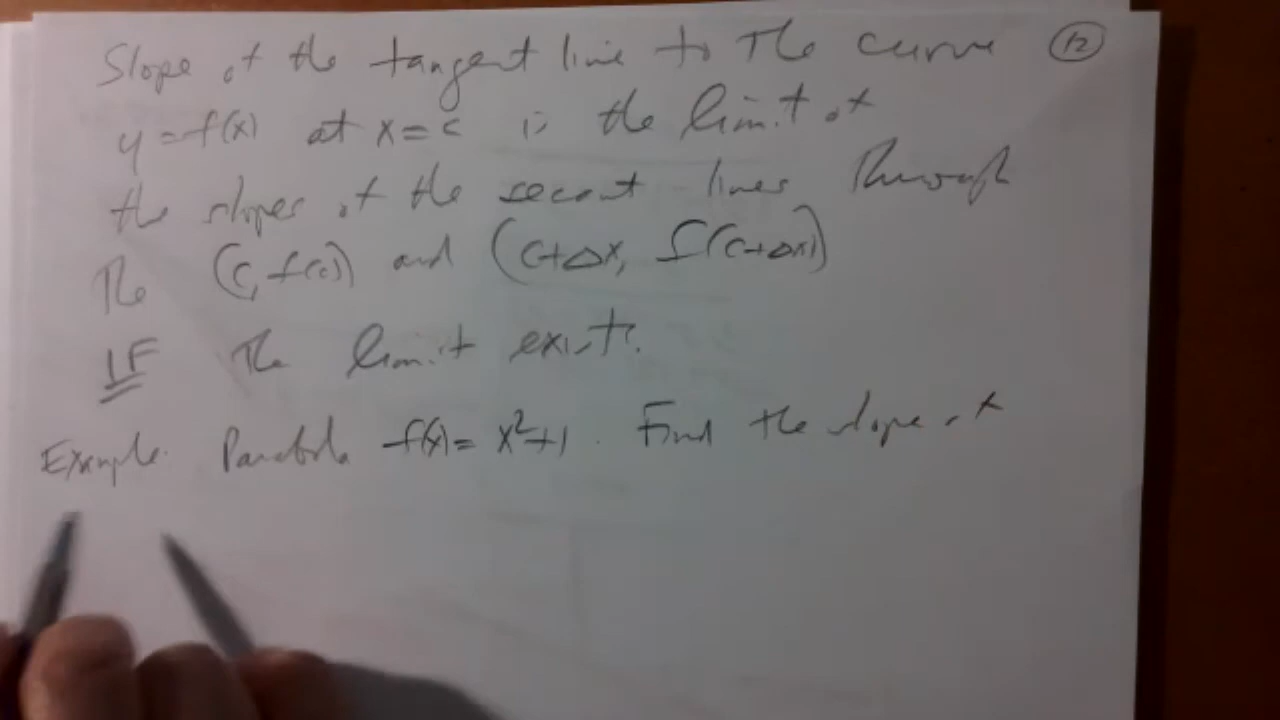 Slope of the tangent line to The curve 12
y = f(x) at x = c is the limit of
the slopes of the secant lines Through
The (c, f(c)) and (c+Δx, f(c+Δx))
IF The limit exists.
Example. Parabola f(x) = x²+1. Find the slope of